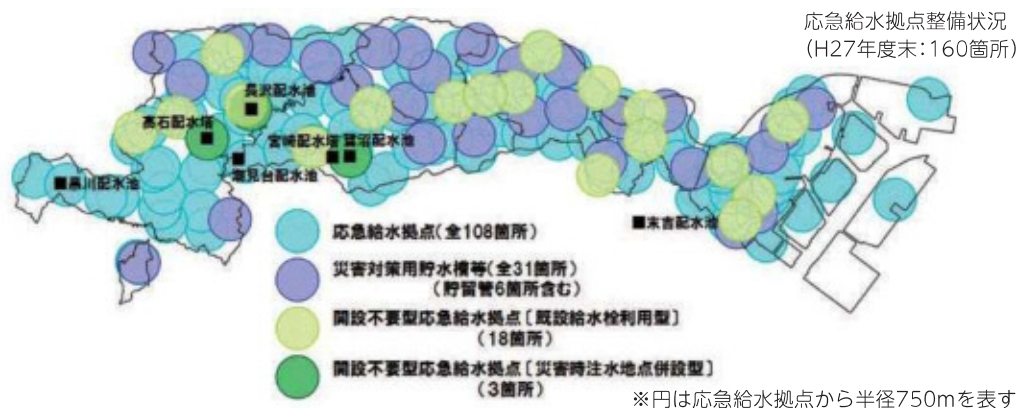 応急給水拠点整備状況
(H27年度末:160箇所)
長沢配水池
高石配水塔
宮崎配水塔 鷺沼配水池
潮見台配水池
黒川配水池
末吉配水池
応急給水拠点(全108箇所)
災害対策用貯水槽等(全31箇所)
(貯留管6箇所含む)
開設不要型応急給水拠点[既設給水栓利用型]
(18箇所)
開設不要型応急給水拠点[災害時注水地点併設型]
(3箇所)
※円は応急給水拠点から半径750mを表す